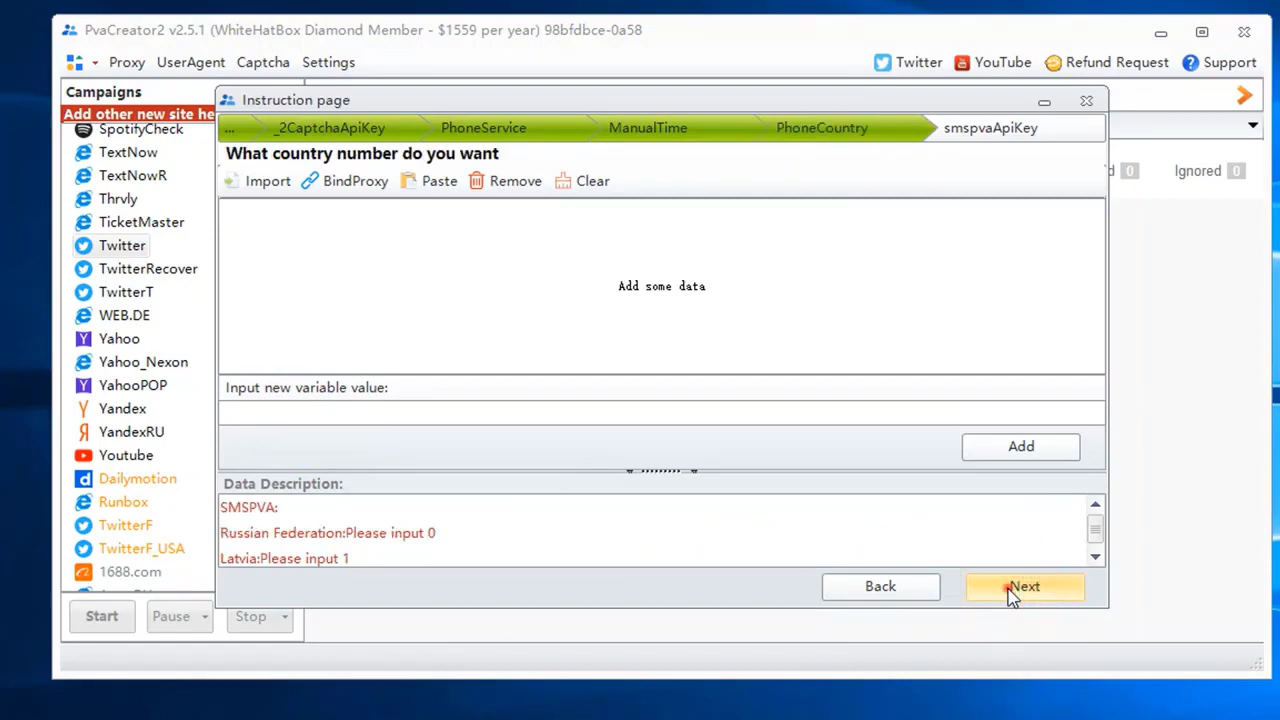 PvaCreator2 v2.5.1 (WhiteHatBox Diamond Member - $1559 per year) 98bfdbce-0a58
Proxy UserAgent Captcha Settings Twitter YouTube Refund Request Support
Campaigns
Add other new site he
SpotifyCheck
TextNow
TextNowR
Thrvly
TicketMaster
Twitter
TwitterRecover
TwitterT
WEB.DE
Yahoo
Yahoo_Nexon
YahooPOP
Yandex
YandexRU
Youtube
Dailymotion
Runbox
TwitterF
TwitterF_USA
1688.com
Start Pause Stop
Instruction page
... _2CaptchaApiKey PhoneService ManualTime PhoneCountry smspvaApiKey
What country number do you want
Import BindProxy Paste Remove Clear
Add some data
Input new variable value:
Add
Data Description:
SMSPVA:
Russian Federation:Please input 0
Latvia:Please input 1
Back Next
d 0 Ignored 0